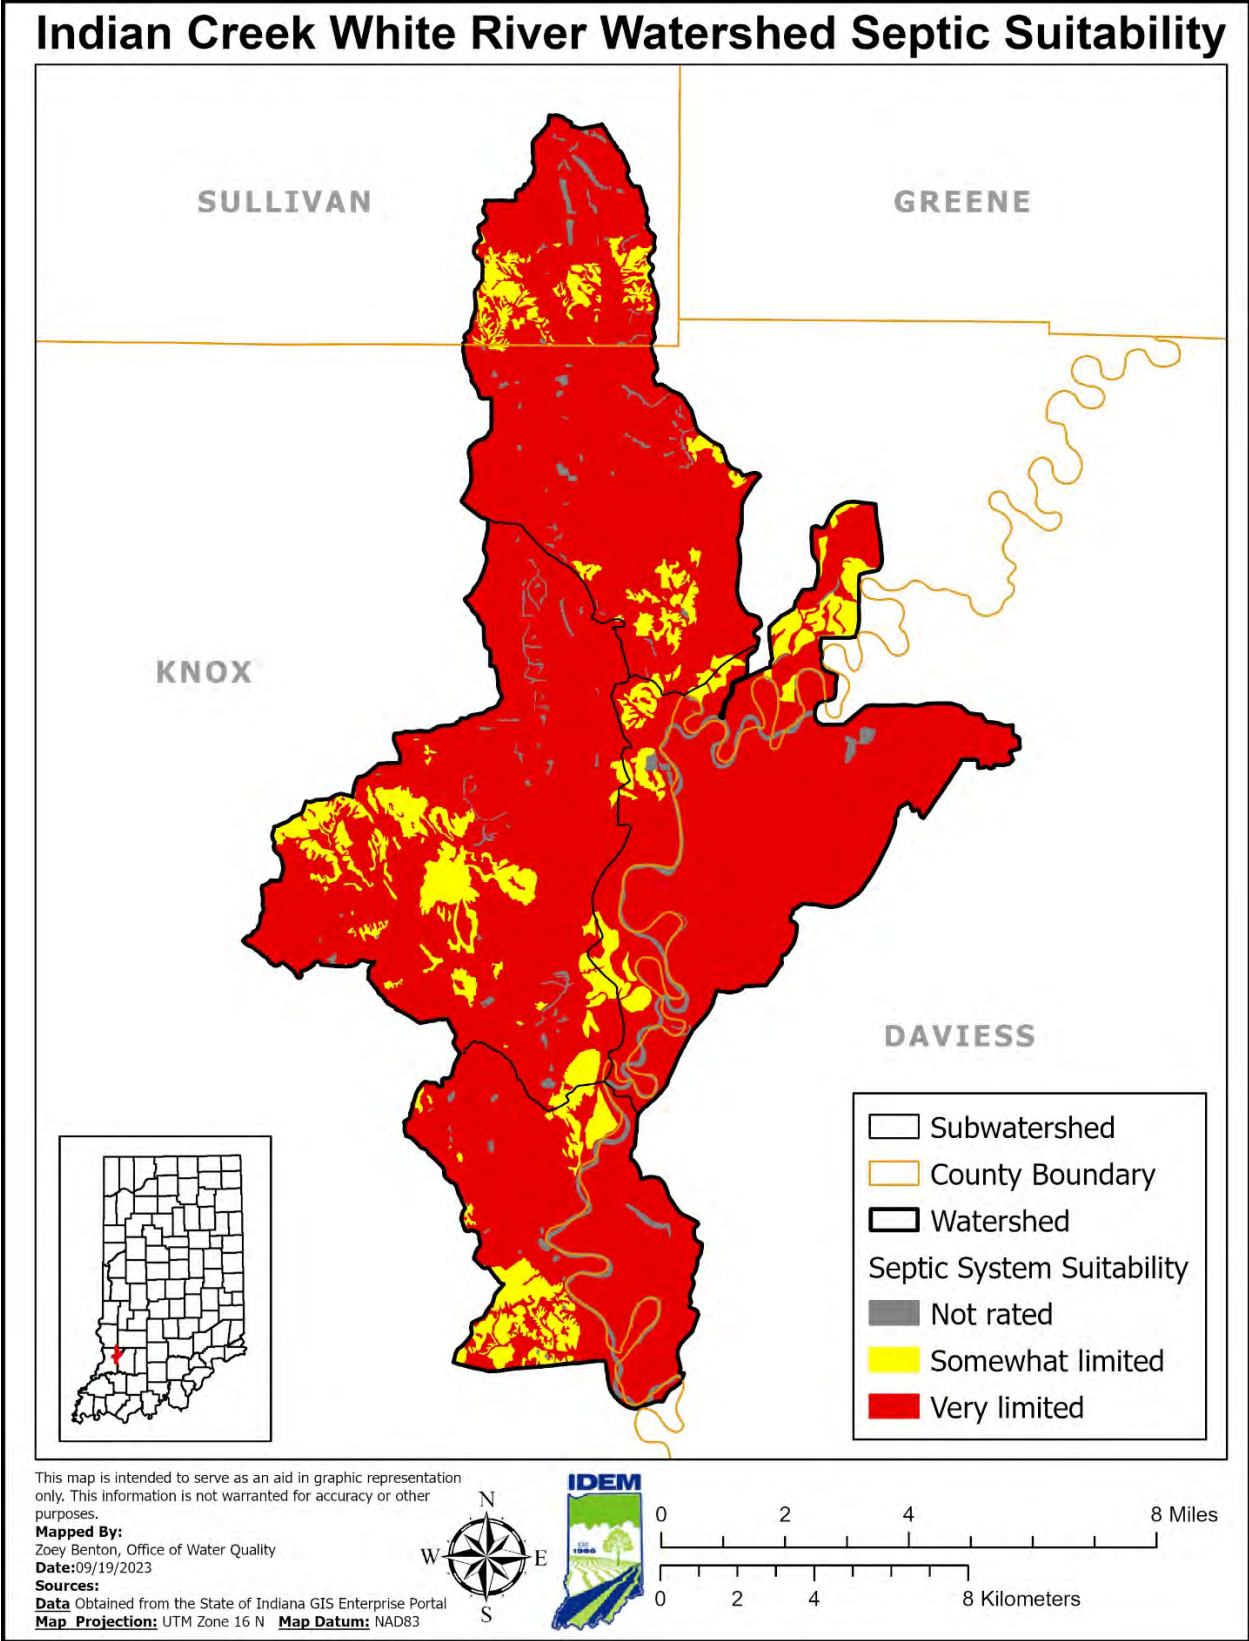 Indian Creek White River Watershed Septic Suitability
SULLIVAN
GREENE
KNOX
DAVIESS
Subwatershed
County Boundary
Watershed
Septic System Suitability
Not rated
Somewhat limited
Very limited
This map is intended to serve as an aid in graphic representation
only. This information is not warranted for accuracy or other
purposes.
Mapped By:
Zoey Benton, Office of Water Quality
Date:09/19/2023
Sources:
Data Obtained from the State of Indiana GIS Enterprise Portal
Map Projection: UTM Zone 16 N Map Datum: NAD83
N
W E
S
IDEM
1986
0 2 4 8 Miles
0 2 4 8 Kilometers